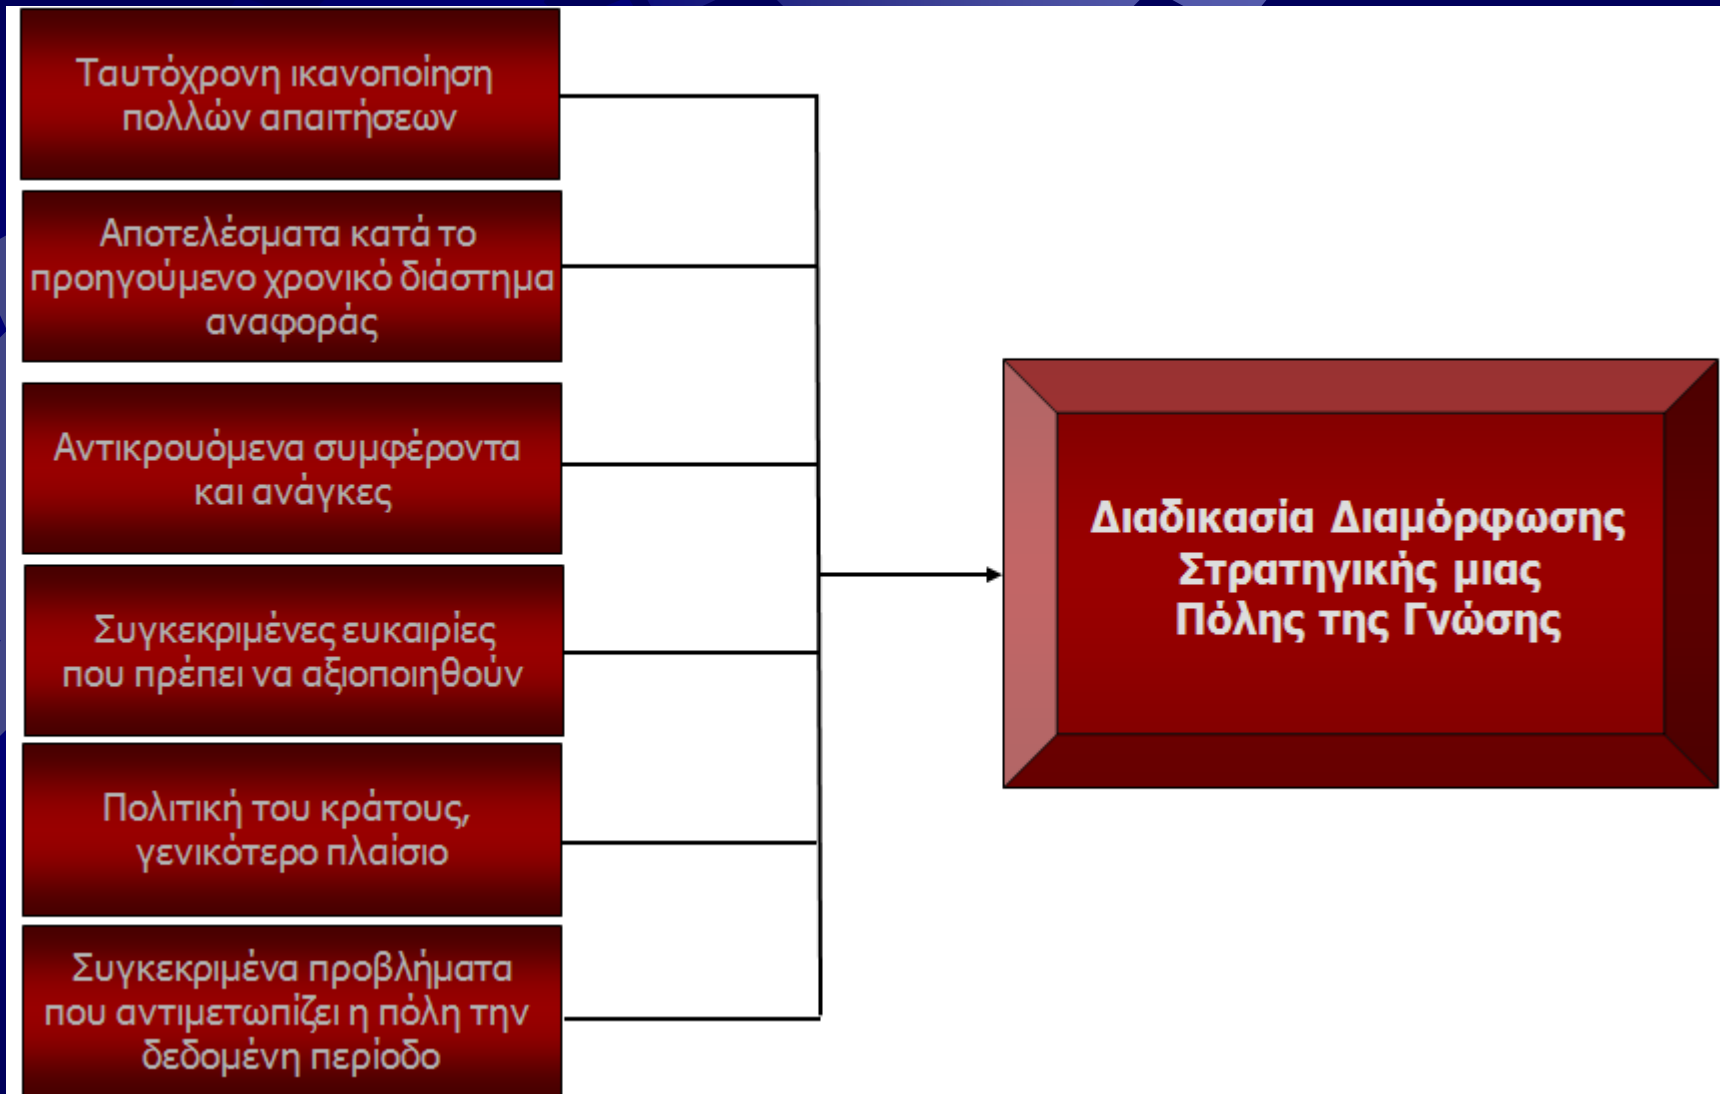 Ταυτόχρονη ικανοποίηση
πολλών απαιτήσεων
Αποτελέσματα κατά το
προηγούμενο χρονικό διάστημα
αναφοράς
Αντικρουόμενα συμφέροντα
και ανάγκες
Συγκεκριμένες ευκαιρίες
που πρέπει να αξιοποιηθούν
Πολιτική του κράτους,
γενικότερο πλαίσιο
Συγκεκριμένα προβλήματα
που αντιμετωπίζει η πόλη την
δεδομένη περίοδο
Διαδικασία Διαμόρφωσης
Στρατηγικής μιας
Πόλης της Γνώσης